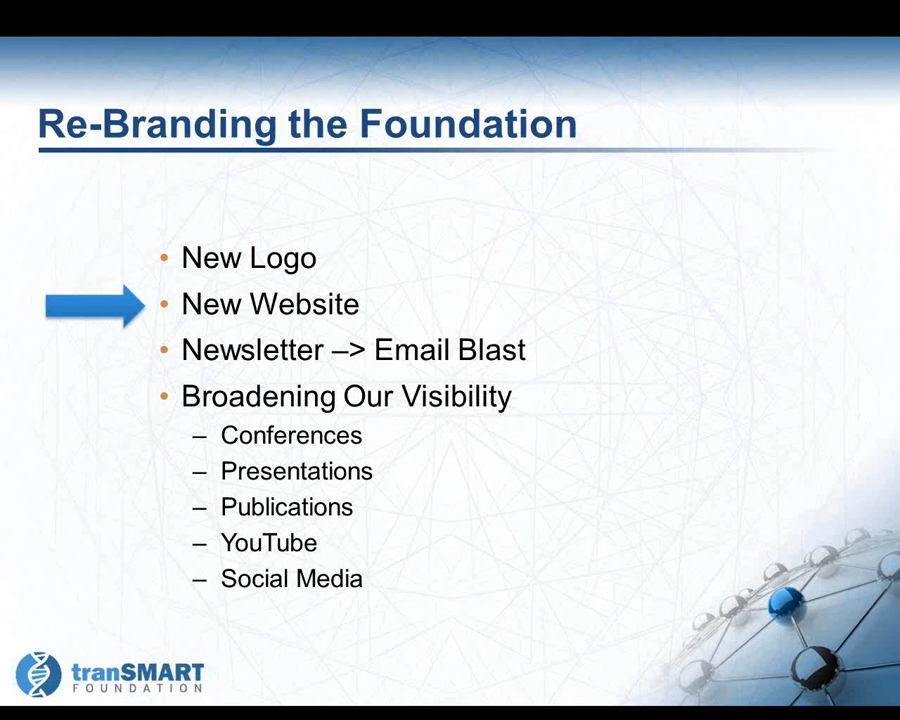 Re-Branding the Foundation
• New Logo
• New Website
• Newsletter –> Email Blast
• Broadening Our Visibility
– Conferences
– Presentations
– Publications
– YouTube
– Social Media
tranSMART
FOUNDATION